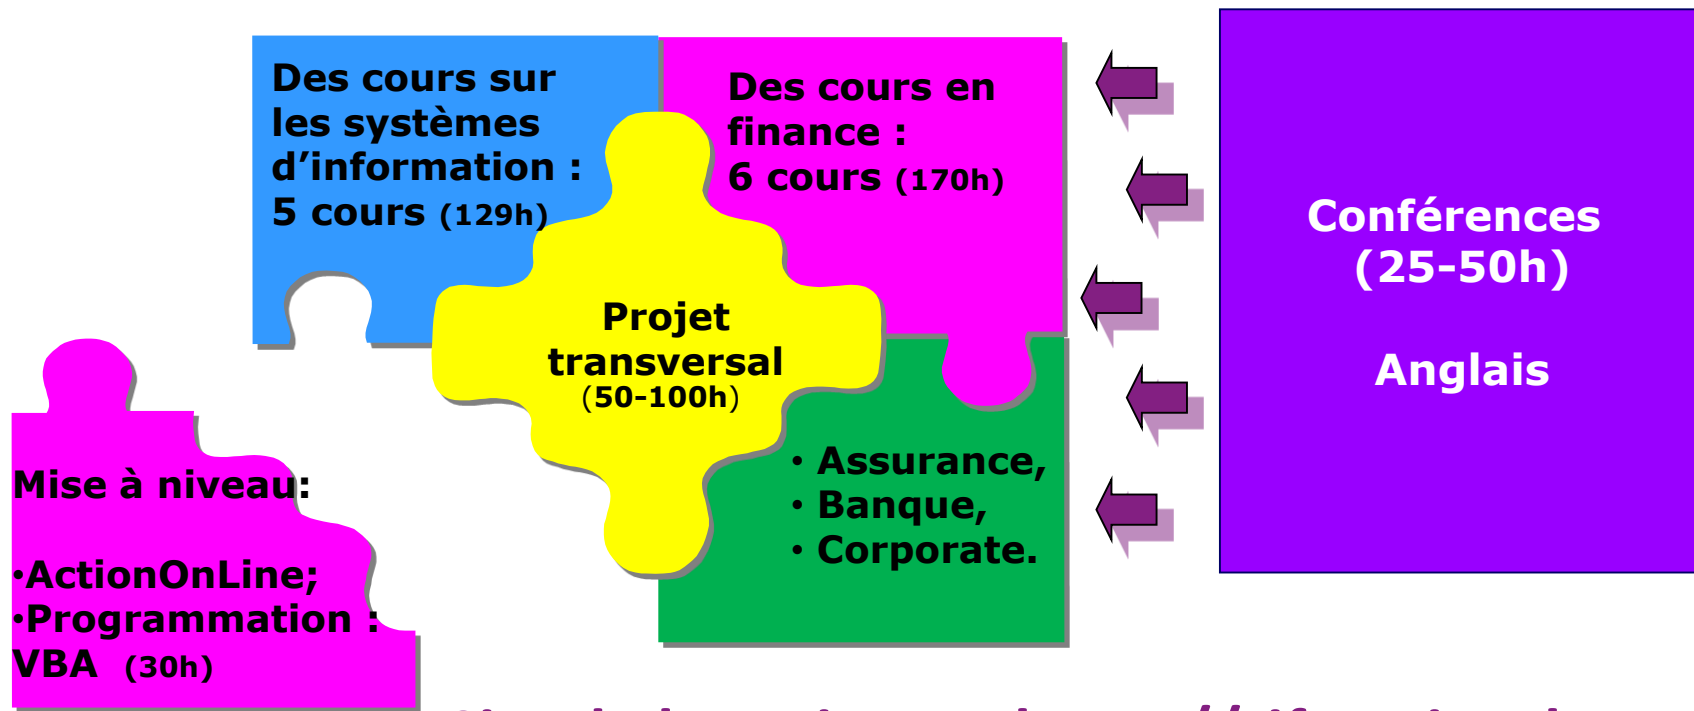 Des cours sur
les systèmes
d’information :
5 cours (129h)
Des cours en
finance :
6 cours (170h)
Projet
transversal
(50-100h)
• Assurance,
• Banque,
• Corporate.
Mise à niveau:
•ActionOnLine;
•Programmation :
VBA (30h)
Conférences
(25-50h)
Anglais